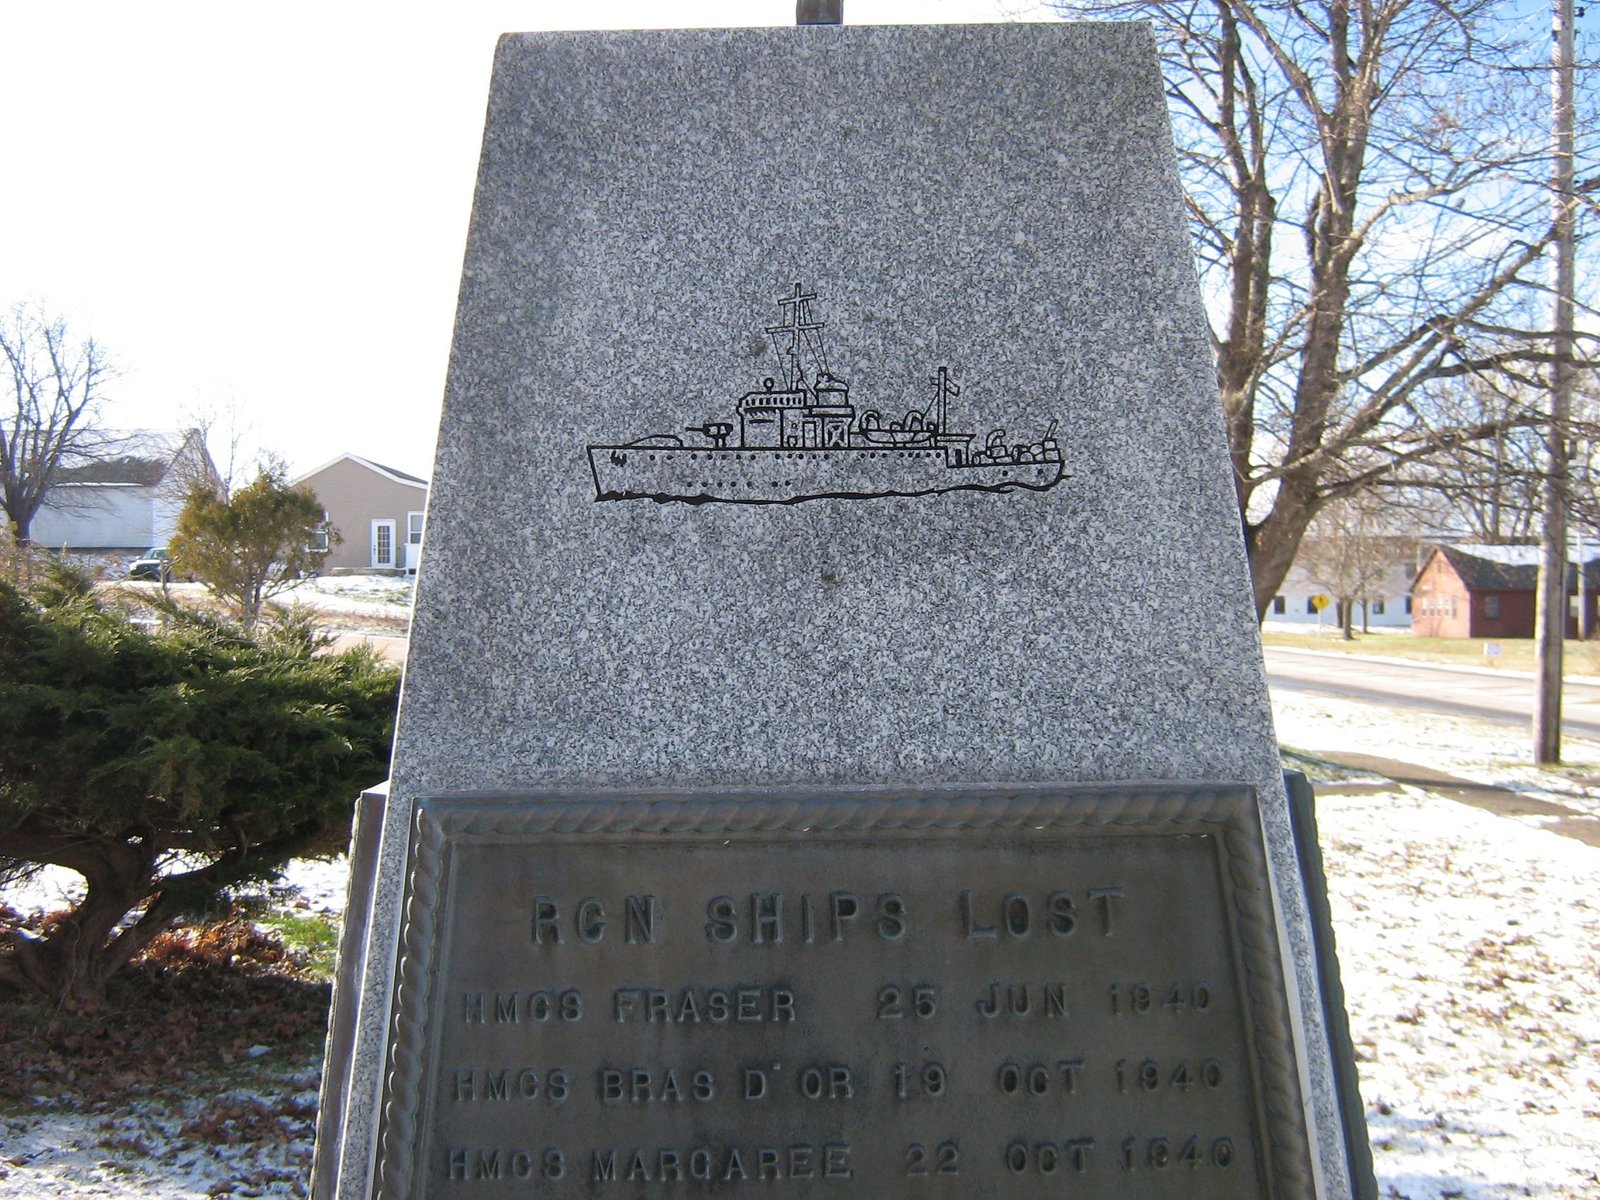 RCN SHIPS LOST
HMCS FRASER 25 JUN 1940
HMCS BRAS D'OR 19 OCT 1940
HMCS MARGAREE 22 OCT 1940